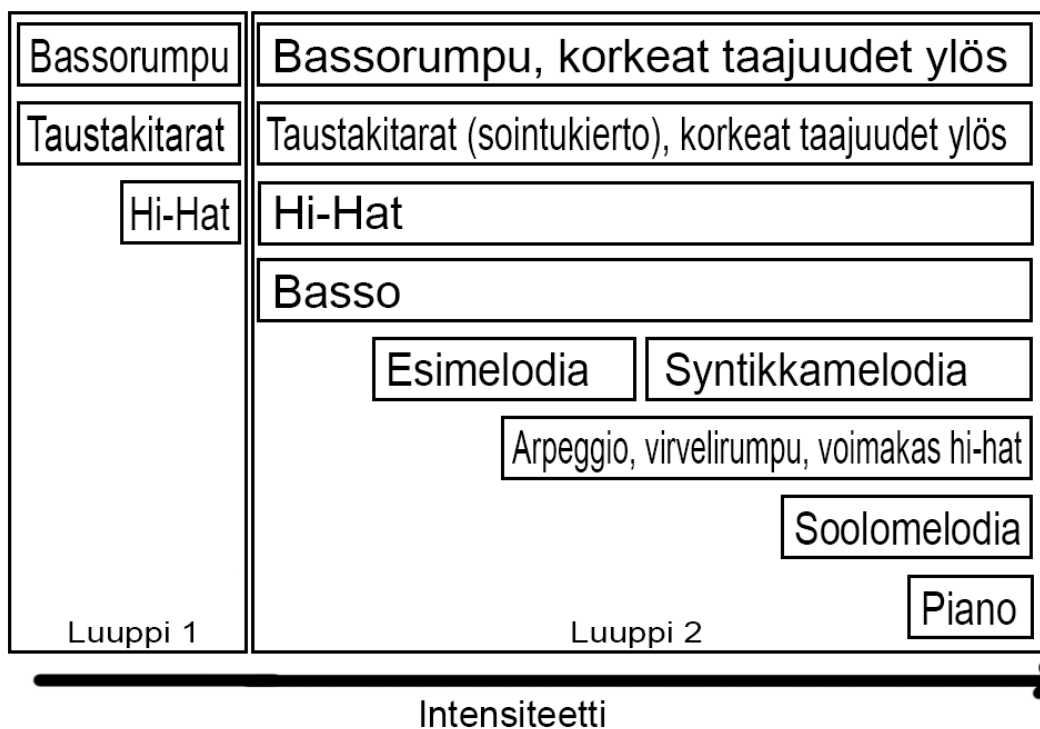 Bassorumpu
Bassorumpu, korkeat taajuudet ylös
Taustakitarat
Taustakitarat (sointukierto), korkeat taajuudet ylös
Hi-Hat
Hi-Hat
Basso
Esimelodia
Syntikkamelodia
Arpeggio, virvelirumpu, voimakas hi-hat
Soolomelodia
Piano
Luuppi 1
Luuppi 2
Intensiteetti